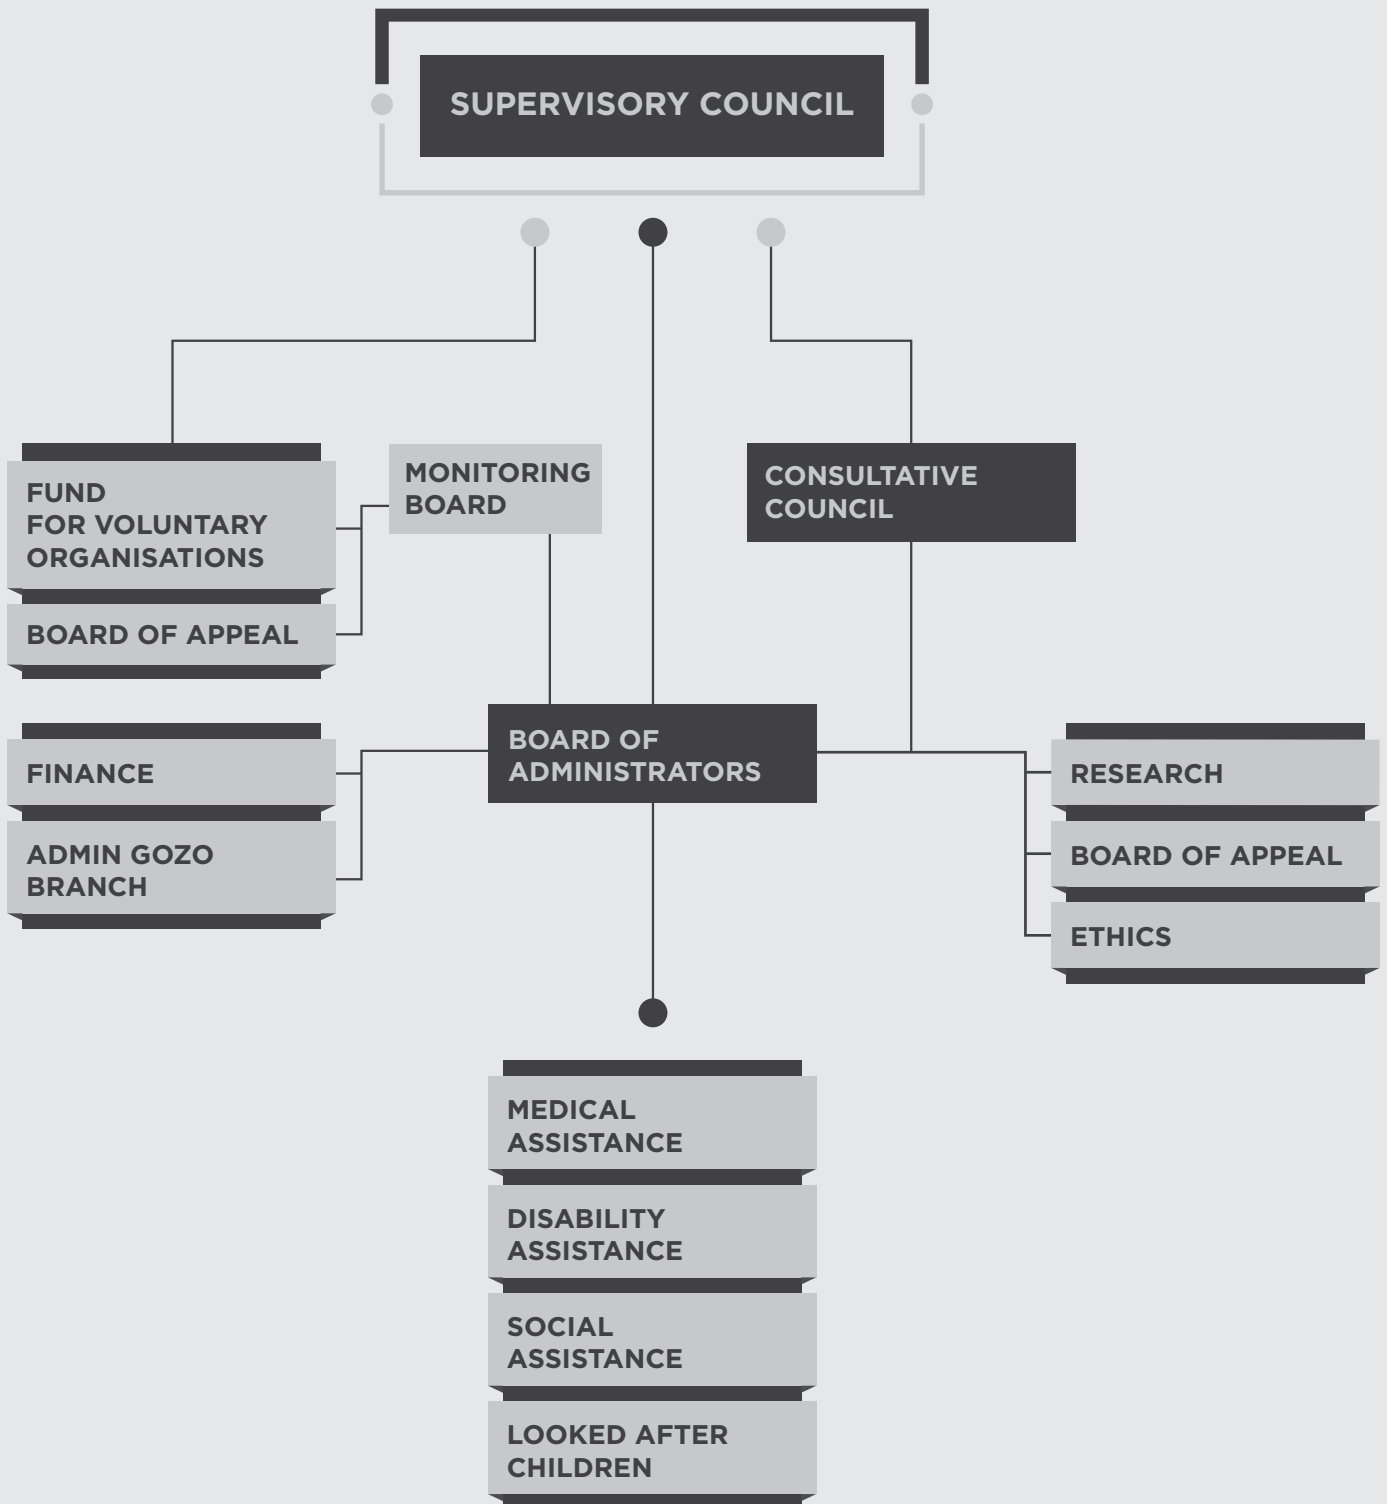 SUPERVISORY COUNCIL
FUND
FOR VOLUNTARY
ORGANISATIONS
BOARD OF APPEAL
MONITORING
BOARD
CONSULTATIVE
COUNCIL
FINANCE
ADMIN GOZO
BRANCH
BOARD OF
ADMINISTRATORS
RESEARCH
BOARD OF APPEAL
ETHICS
MEDICAL
ASSISTANCE
DISABILITY
ASSISTANCE
SOCIAL
ASSISTANCE
LOOKED AFTER
CHILDREN